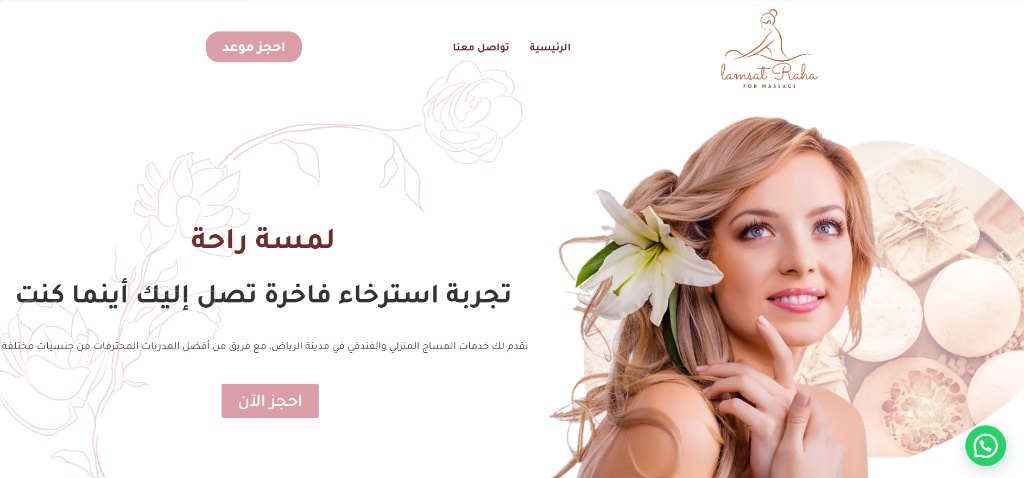 lamsat Raha
FOR MASSAGE
الرئيسية
تواصل معنا
احجز موعد
لمسة راحة
تجربة استرخاء فاخرة تصل إليك أينما كنت
نقدم لك خدمات المساج المنزلي والفندقي في مدينة الرياض، مع فريق من أفضل المدربات المحترفات من جنسيات مختلفة
احجز الآن